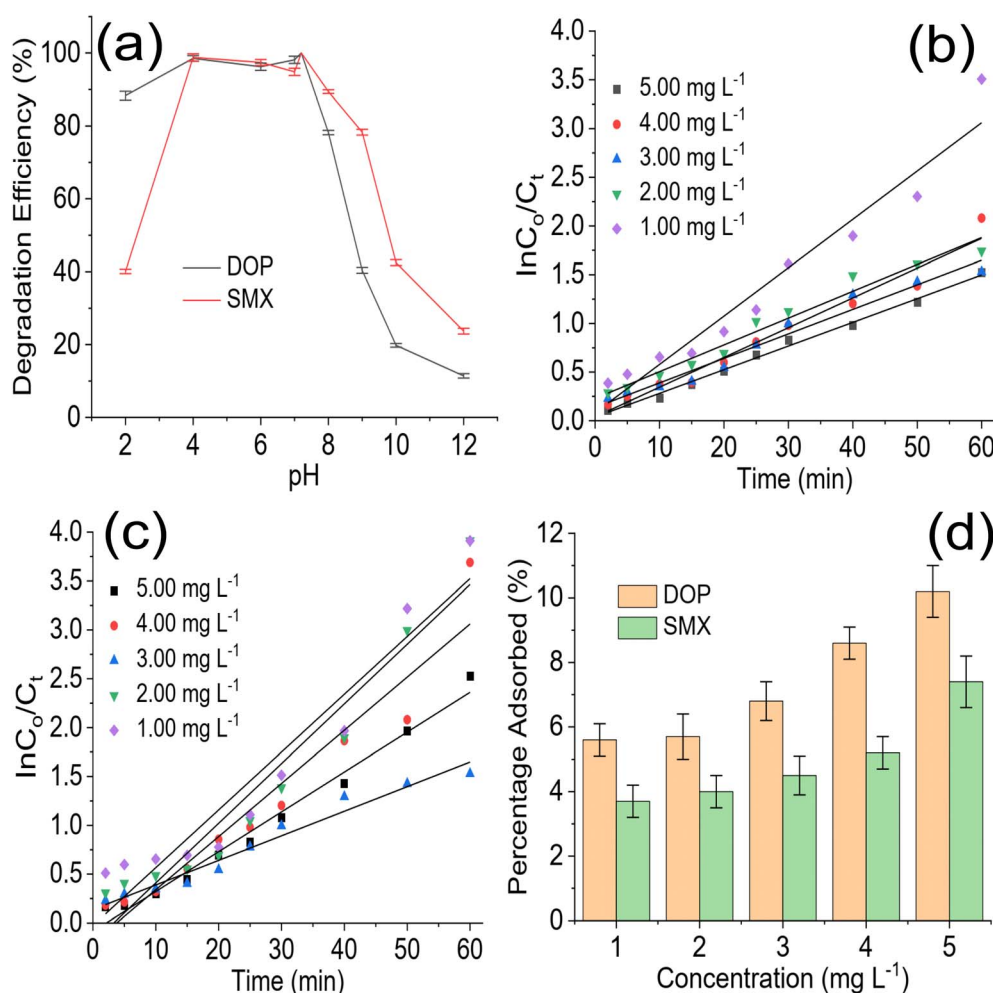 (a)
Degradation Efficiency (%)
100
80
60
40
20
0
DOP
SMX
2 4 6 8 10 12
pH
(b)
lnC₀/Cₜ
4.0
3.5
3.0
2.5
2.0
1.5
1.0
0.5
0.0
5.00 mg L⁻¹
4.00 mg L⁻¹
3.00 mg L⁻¹
2.00 mg L⁻¹
1.00 mg L⁻¹
0 10 20 30 40 50 60
Time (min)
(c)
lnC₀/Cₜ
4.0
3.5
3.0
2.5
2.0
1.5
1.0
0.5
0.0
5.00 mg L⁻¹
4.00 mg L⁻¹
3.00 mg L⁻¹
2.00 mg L⁻¹
1.00 mg L⁻¹
0 10 20 30 40 50 60
Time (min)
(d)
Percentage Adsorbed (%)
12
10
8
6
4
2
0
DOP
SMX
1 2 3 4 5
Concentration (mg L⁻¹)